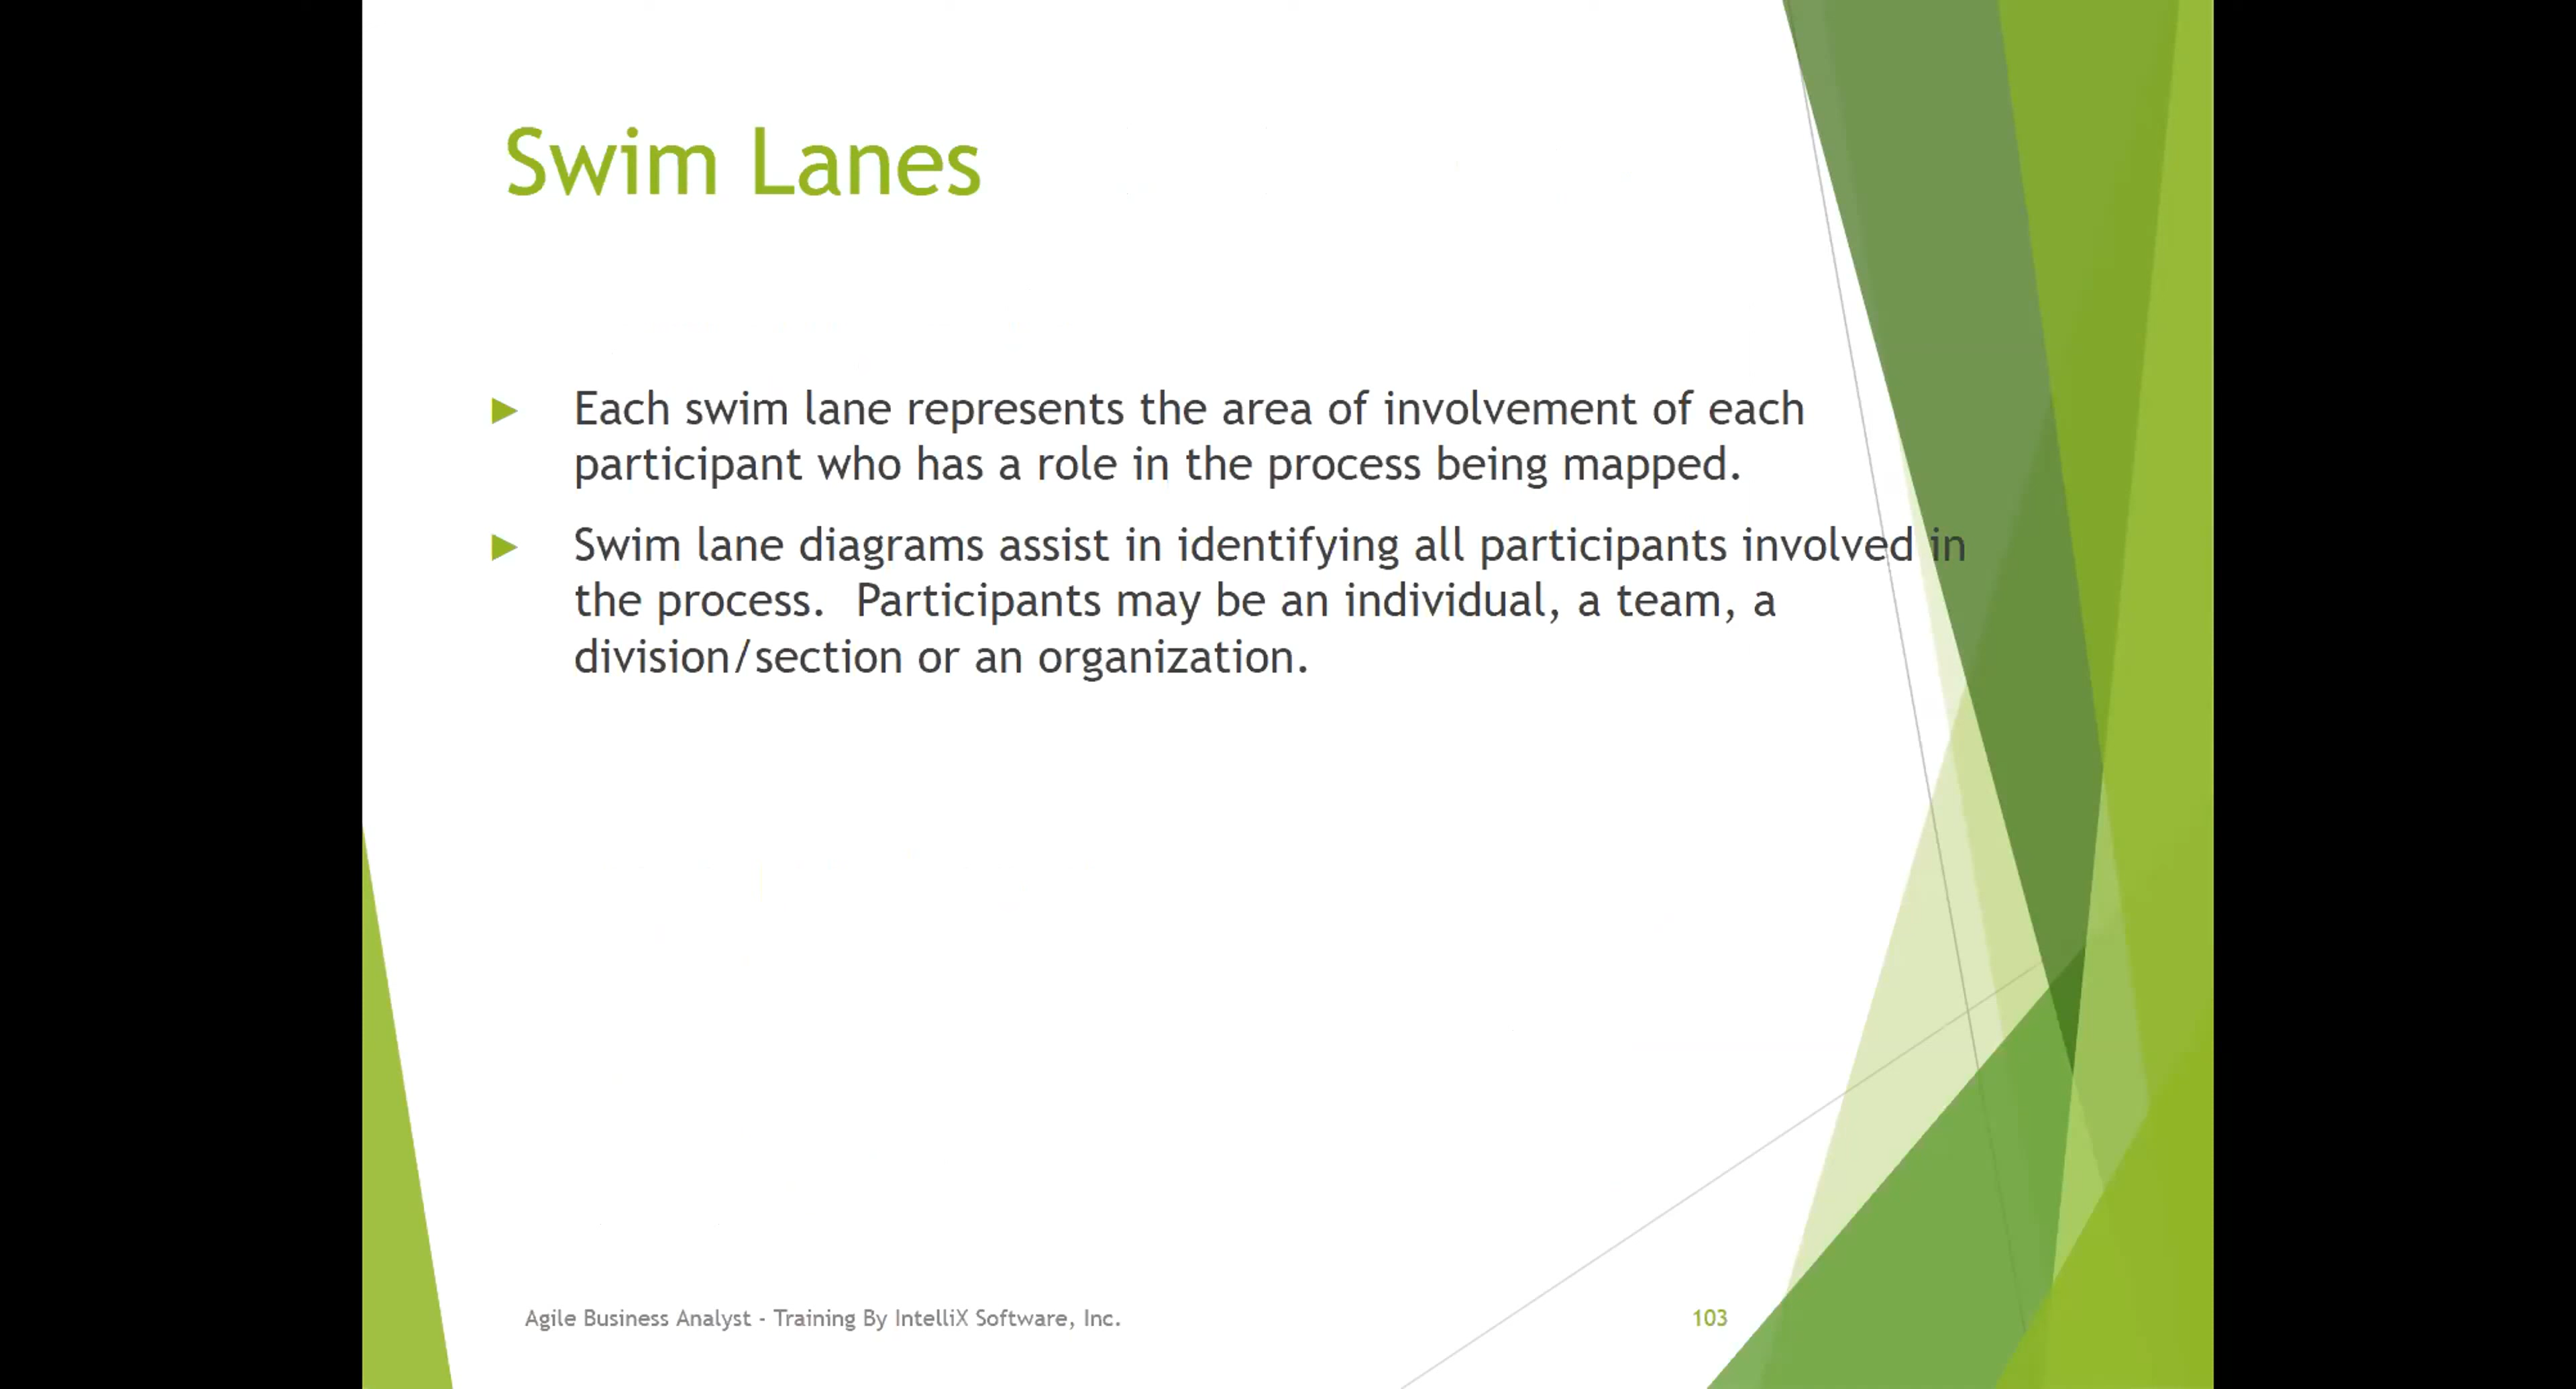 Swim Lanes
► Each swim lane represents the area of involvement of each
participant who has a role in the process being mapped.
► Swim lane diagrams assist in identifying all participants involved in
the process.  Participants may be an individual, a team, a
division/section or an organization.
Agile Business Analyst - Training By IntelliX Software, Inc.
103